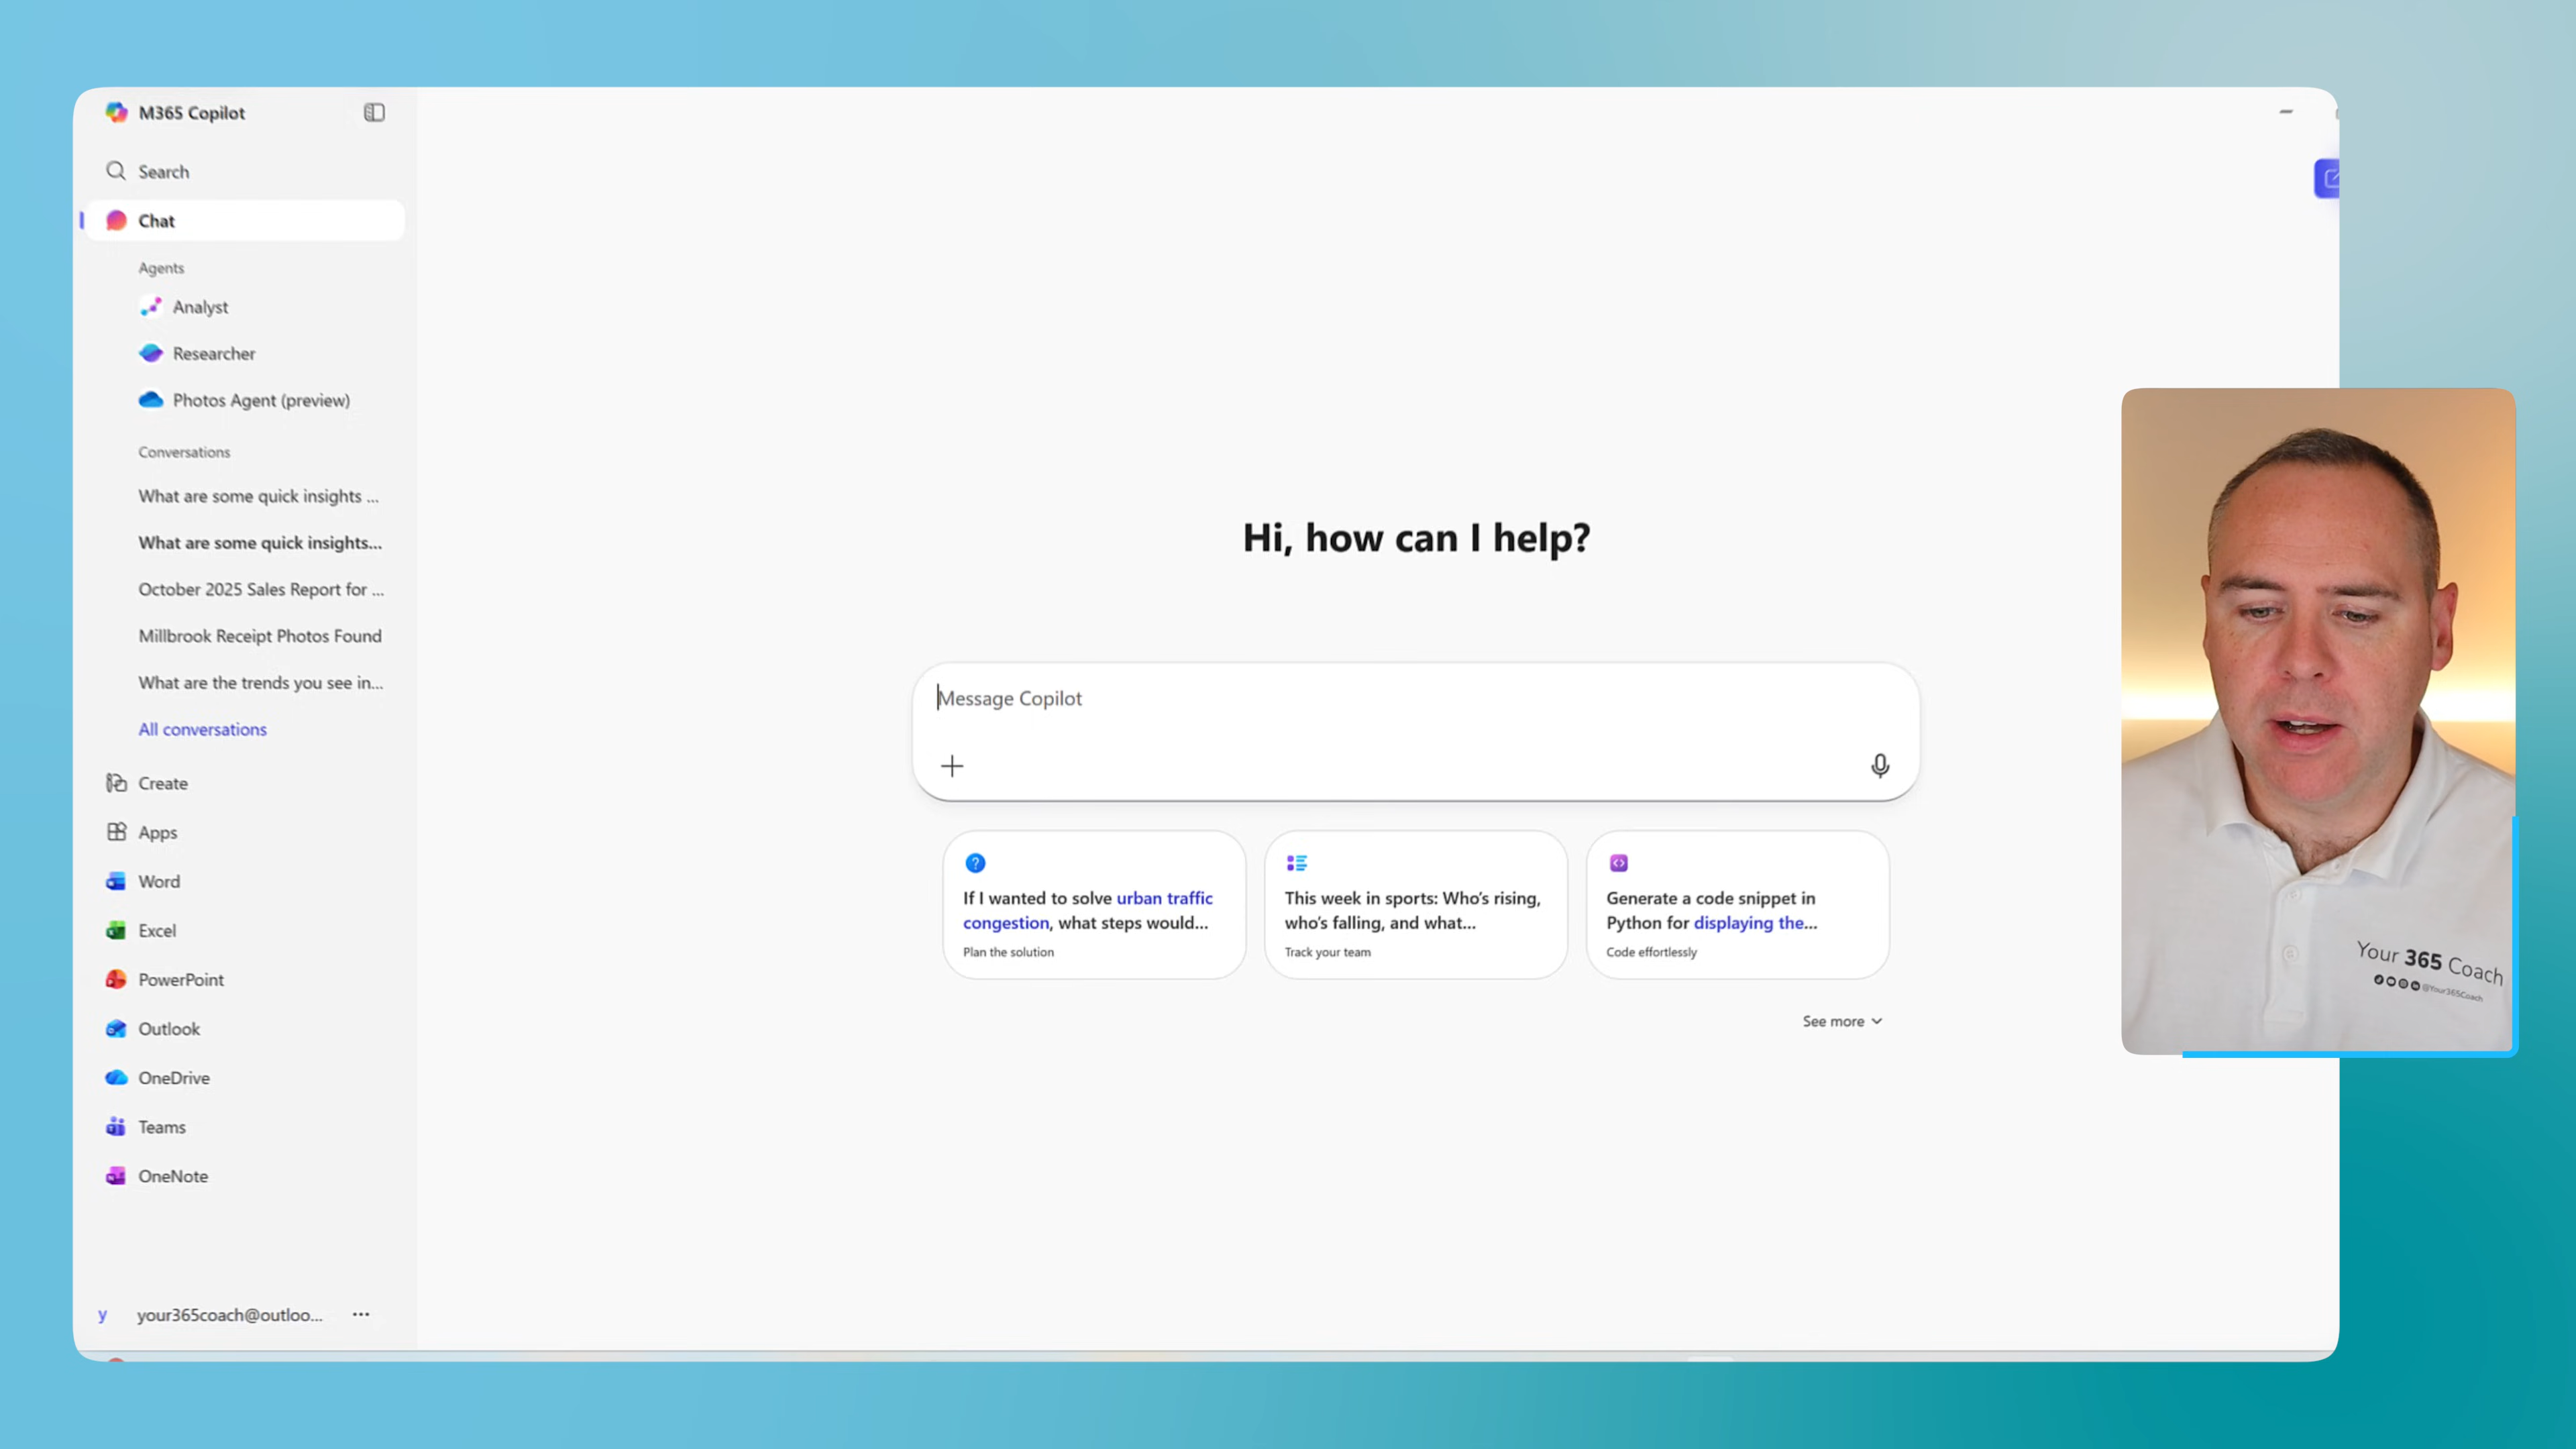 M365 Copilot
Search
Chat
Agents
Analyst
Researcher
Photos Agent (preview)
Conversations
What are some quick insights ...
What are some quick insights...
October 2025 Sales Report for ...
Millbrook Receipt Photos Found
What are the trends you see in...
All conversations
Create
Apps
Word
Excel
PowerPoint
Outlook
OneDrive
Teams
OneNote
y
your365coach@outloo...
Hi, how can I help?
Message Copilot
If I wanted to solve urban traffic
congestion, what steps would...
Plan the solution
This week in sports: Who's rising,
who's falling, and what...
Track your team
Generate a code snippet in
Python for displaying the...
Code effortlessly
See more
Your 365 Coach
@Your365Coach